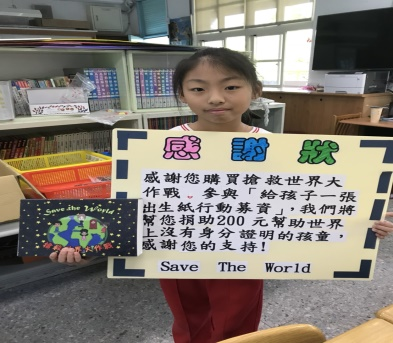 感謝狀
感謝您購買搶救世界大
作戰。參與「給孩子一張
出生紙行動募資」,我們將
幫您捐助200元幫助世界
上沒有身分證明的孩童,
感謝您的支持!
Save The World
Save the World